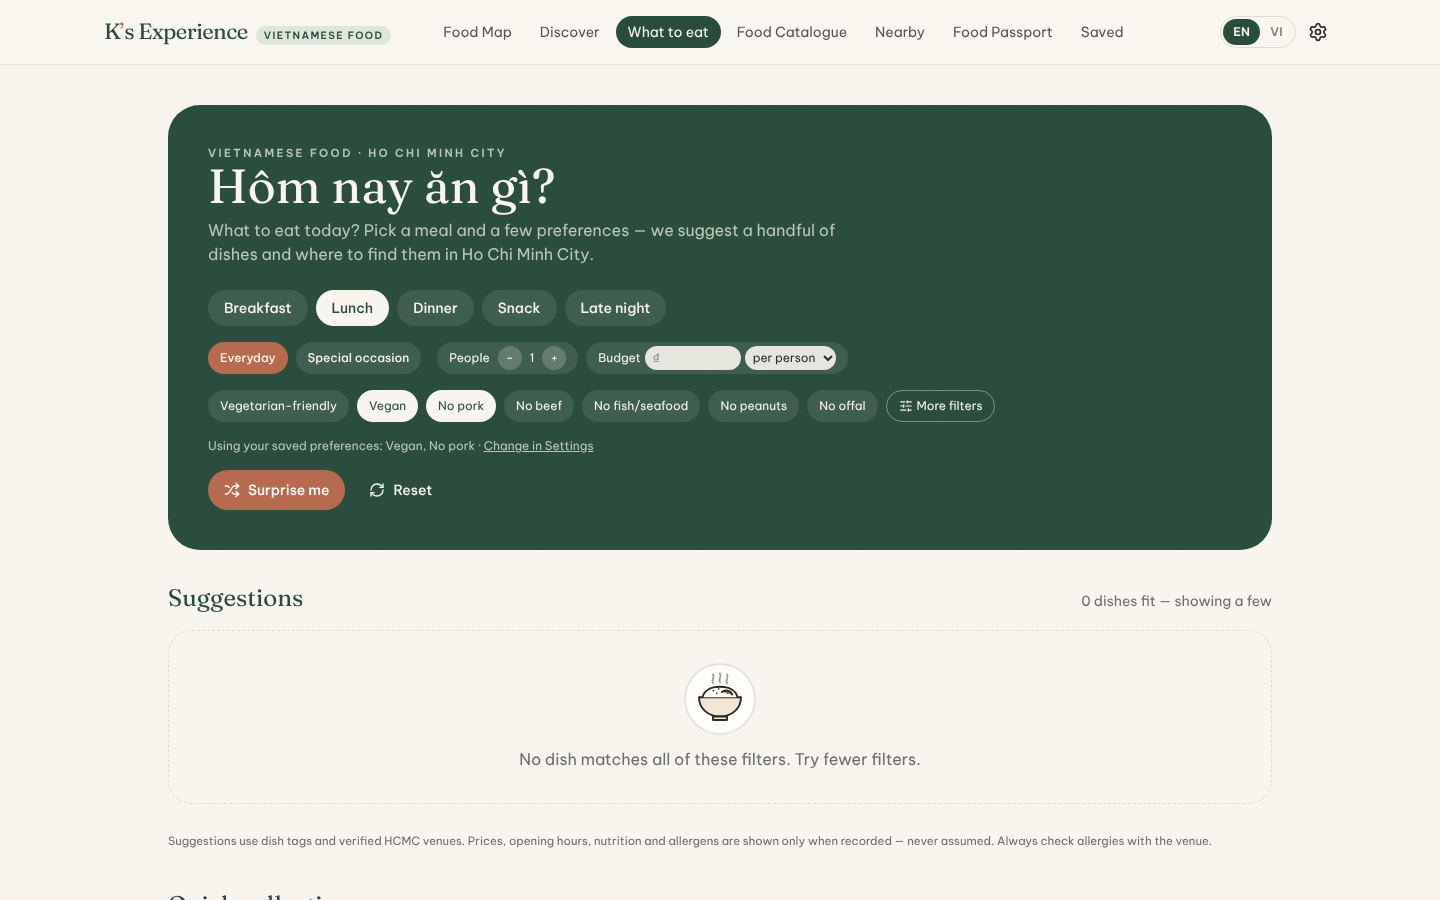 K's Experience VIETNAMESE FOOD Food Map Discover What to eat Food Catalogue Nearby Food Passport Saved EN VI
VIETNAMESE FOOD · HO CHI MINH CITY
Hôm nay ăn gì?
What to eat today? Pick a meal and a few preferences — we suggest a handful of
dishes and where to find them in Ho Chi Minh City.
Breakfast Lunch Dinner Snack Late night
Everyday Special occasion People − 1 + Budget ₫ per person
Vegetarian-friendly Vegan No pork No beef No fish/seafood No peanuts No offal More filters
Using your saved preferences: Vegan, No pork · Change in Settings
Surprise me Reset
Suggestions 0 dishes fit — showing a few
No dish matches all of these filters. Try fewer filters.
Suggestions use dish tags and verified HCMC venues. Prices, opening hours, nutrition and allergens are shown only when recorded — never assumed. Always check allergies with the venue.